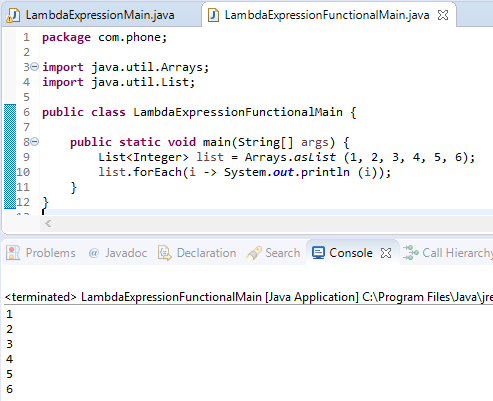 LambdaExpressionMain.java LambdaExpressionFunctionalMain.java
1 package com.phone;
2
3 import java.util.Arrays;
4 import java.util.List;
5
6 public class LambdaExpressionFunctionalMain {
7
8 public static void main(String[] args) {
9 List<Integer> list = Arrays.asList (1, 2, 3, 4, 5, 6);
10 list.forEach(i -> System.out.println (i));
11 }
12 }
13
Problems @ Javadoc Declaration Search Console Call Hierarchy
<terminated> LambdaExpressionFunctionalMain [Java Application] C:\Program Files\Java\jre
1
2
3
4
5
6